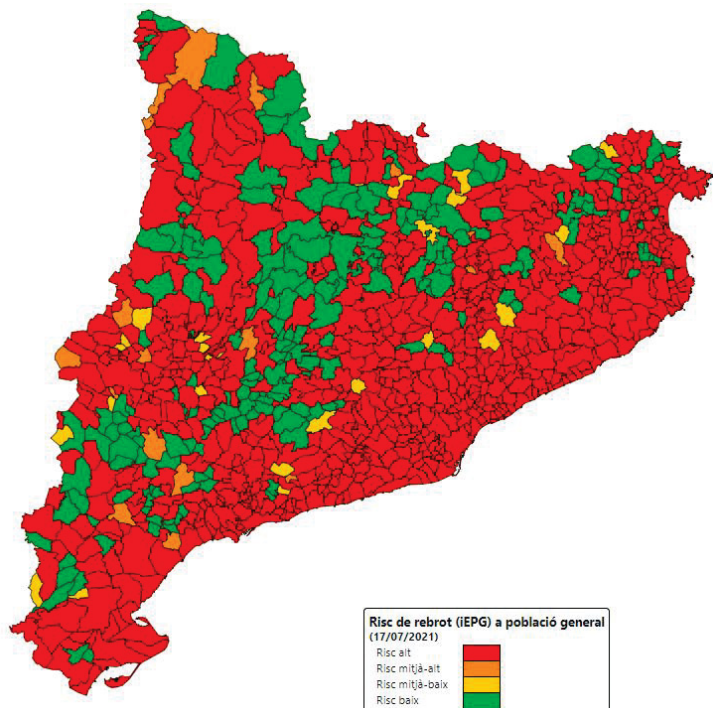 Risc de rebrot (iEPG) a població general
(17/07/2021)
Risc alt
Risc mitjà-alt
Risc mitjà-baix
Risc baix